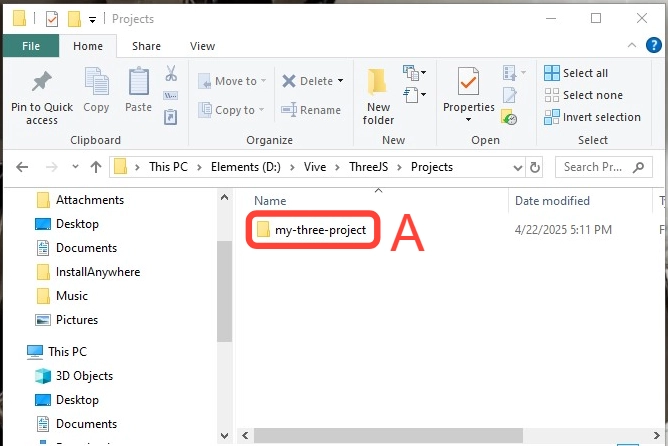 Projects
File Home Share View
Pin to Quick access
Copy
Paste
Clipboard
Move to
Copy to
Delete
Rename
Organize
New folder
New
Properties
Open
Select all
Select none
Invert selection
Select
This PC > Elements (D:) > Vive > ThreeJS > Projects
Search Pr...
Name Date modified
my-three-project 4/22/2025 5:11 PM
A
Attachments
Desktop
Documents
InstallAnywhere
Music
Pictures
This PC
3D Objects
Desktop
Documents